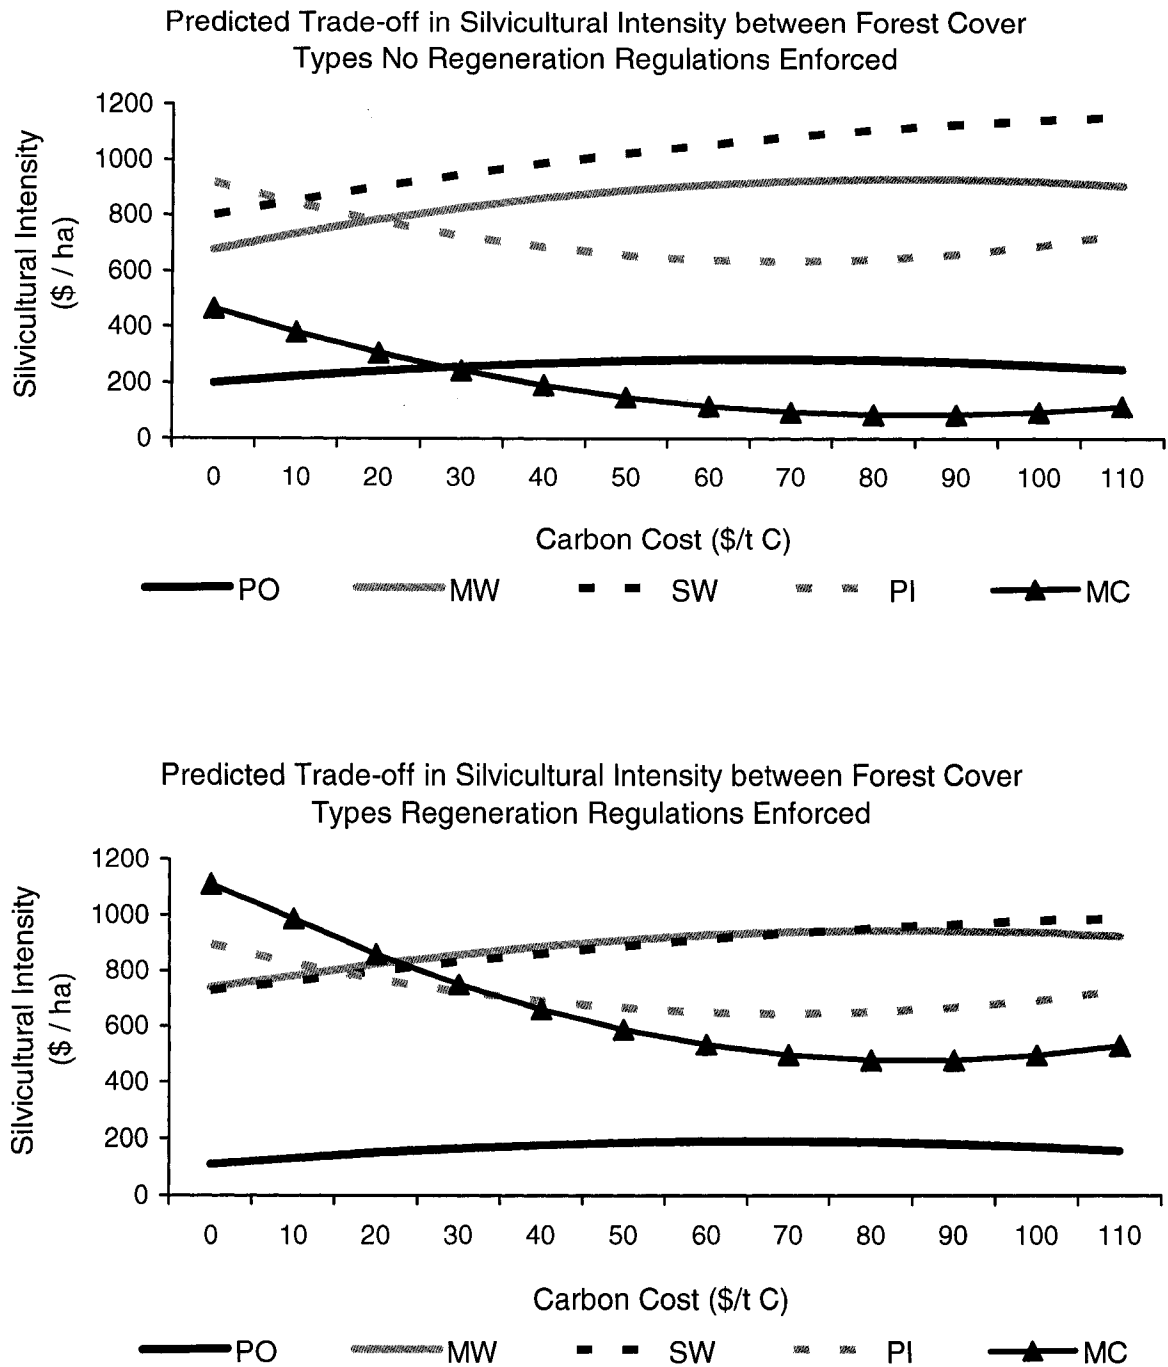 Predicted Trade-off in Silvicultural Intensity between Forest Cover
Types No Regeneration Regulations Enforced
Silvicultural Intensity
($ / ha)
1200
1000
800
600
400
200
0
0 10 20 30 40 50 60 70 80 90 100 110
Carbon Cost ($/t C)
PO MW SW PI MC
Predicted Trade-off in Silvicultural Intensity between Forest Cover
Types Regeneration Regulations Enforced
Silvicultural Intensity
($ / ha)
1200
1000
800
600
400
200
0
0 10 20 30 40 50 60 70 80 90 100 110
Carbon Cost ($/t C)
PO MW SW PI MC